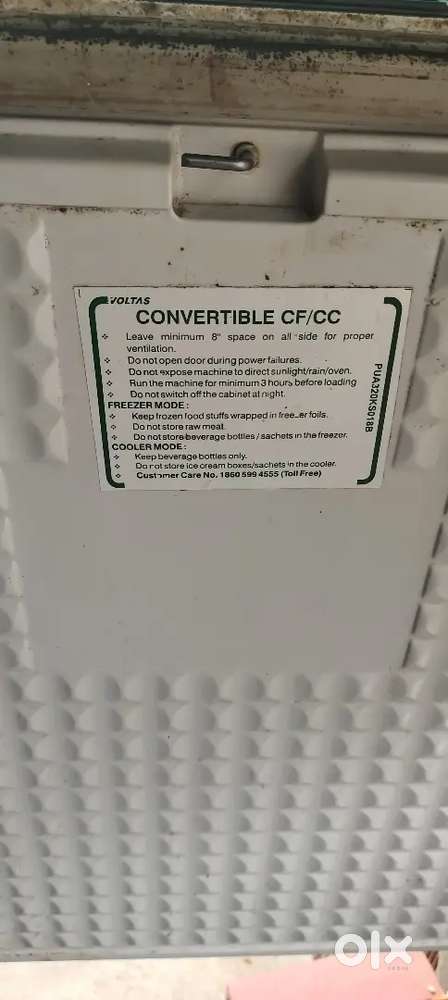 VOLTAS
CONVERTIBLE CF/CC
Leave minimum 8" space on all side for proper
ventilation.
Do not open door during power failures.
Do not expose machine to direct sunlight/rain/oven.
Run the machine for minimum 3 hours before loading
Do not switch off the cabinet at night.
FREEZER MODE :
Keep frozen food stuffs wrapped in freezer foils.
Do not store raw meat.
Do not store beverage bottles / sachets in the freezer.
COOLER MODE :
Keep beverage bottles only.
Do not store ice cream boxes/sachets in the cooler.
Customer Care No. 1860 599 4555 (Toll Free)
PUA320KS018B
olx